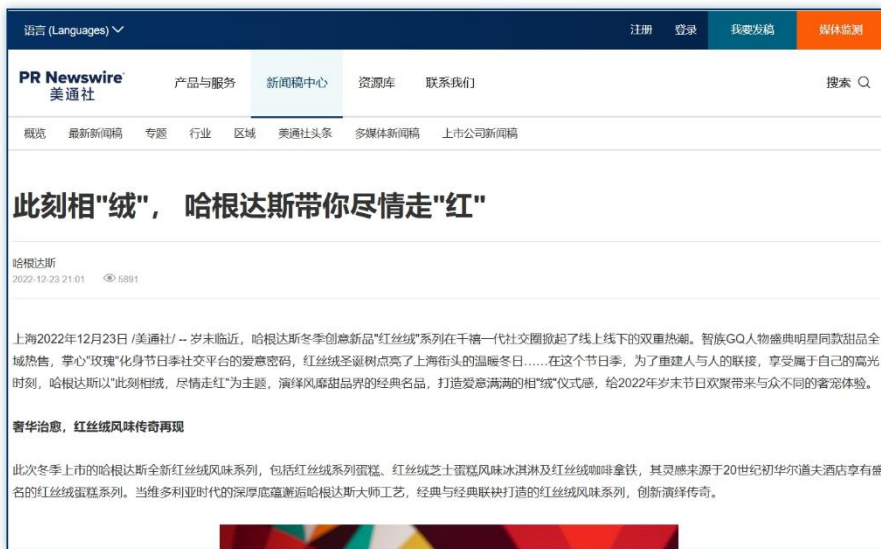 语言 (Languages)
注册 登录 我要发稿 媒体监测
PR Newswire
美通社
产品与服务 新闻稿中心 资源库 联系我们 搜索
概览 最新新闻稿 专题 行业 区域 美通社头条 多媒体新闻稿 上市公司新闻稿
此刻相"绒"， 哈根达斯带你尽情走"红"
哈根达斯
2022-12-23 21:01 5891
上海2022年12月23日 /美通社/ -- 岁末临近，哈根达斯冬季创意新品"红丝绒"系列在千禧一代社交圈掀起了线上线下的双重热潮。智族GQ人物盛典明星同款甜品全
域热售，掌心"玫瑰"化身节日季社交平台的爱意密码，红丝绒圣诞树点亮了上海街头的温暖冬日……在这个节日季，为了重建人与人的联接，享受属于自己的高光
时刻，哈根达斯以"此刻相绒，尽情走红"为主题，演绎风靡甜品界的经典名品，打造爱意满满的相"绒"仪式感，给2022年岁末节日欢聚带来与众不同的奢宠体验。
奢华治愈，红丝绒风味传奇再现
此次冬季上市的哈根达斯全新红丝绒风味系列，包括红丝绒系列蛋糕、红丝绒芝士蛋糕风味冰淇淋及红丝绒咖啡拿铁，其灵感来源于20世纪初华尔道夫酒店享有盛
名的红丝绒蛋糕系列。当维多利亚时代的深厚底蕴邂逅哈根达斯大师工艺，经典与经典联袂打造的红丝绒风味系列，创新演绎传奇。